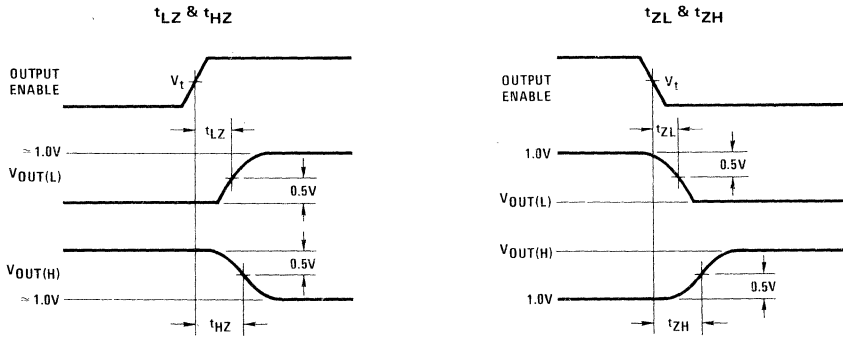 tLZ & tHZ
OUTPUT
ENABLE
Vt
tLZ
≃ 1.0V
VOUT(L)
0.5V
VOUT(H)
0.5V
≃ 1.0V
tHZ
tZL & tZH
OUTPUT
ENABLE
Vt
tZL
1.0V
0.5V
VOUT(L)
VOUT(H)
0.5V
1.0V
tZH